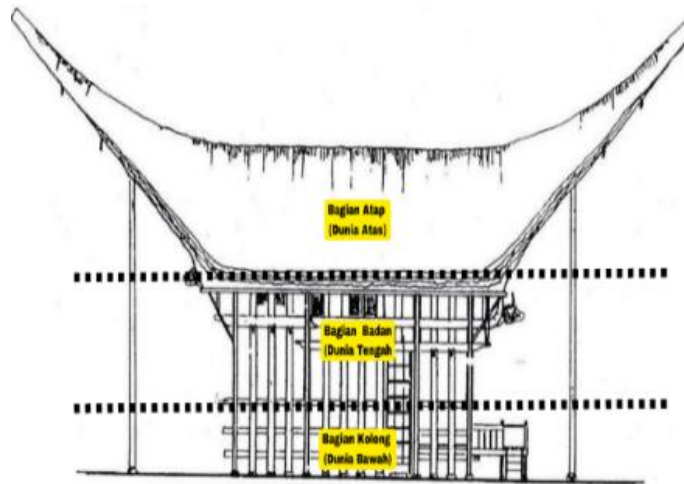 Bagian Atap
(Dunia Atas)
Bagian Badan
(Dunia Tengah
Bagian Kolong
(Dunia Bawah)